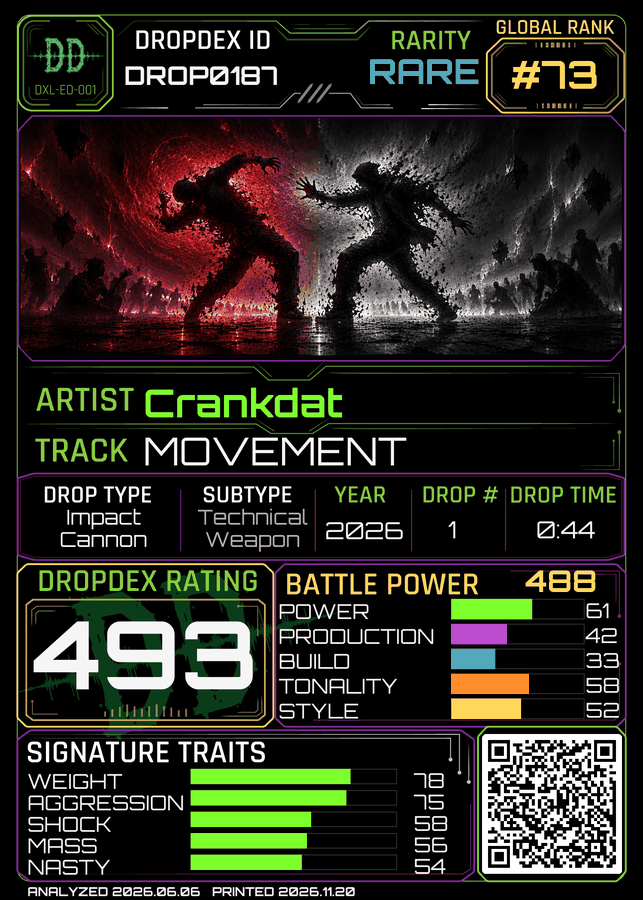 DD
DXL-ED-001
DROPDEX ID
DROP0187
RARITY
RARE
GLOBAL RANK
#73
ARTIST Crankdat
TRACK MOVEMENT
DROP TYPE
Impact
Cannon
SUBTYPE
Technical
Weapon
YEAR
2026
DROP #
1
DROP TIME
0:44
DROPDEX RATING
493
BATTLE POWER 488
POWER 61
PRODUCTION 42
BUILD 33
TONALITY 58
STYLE 52
SIGNATURE TRAITS
WEIGHT 78
AGGRESSION 75
SHOCK 58
MASS 56
NASTY 54
ANALYZED 2026.06.06 PRINTED 2026.11.20